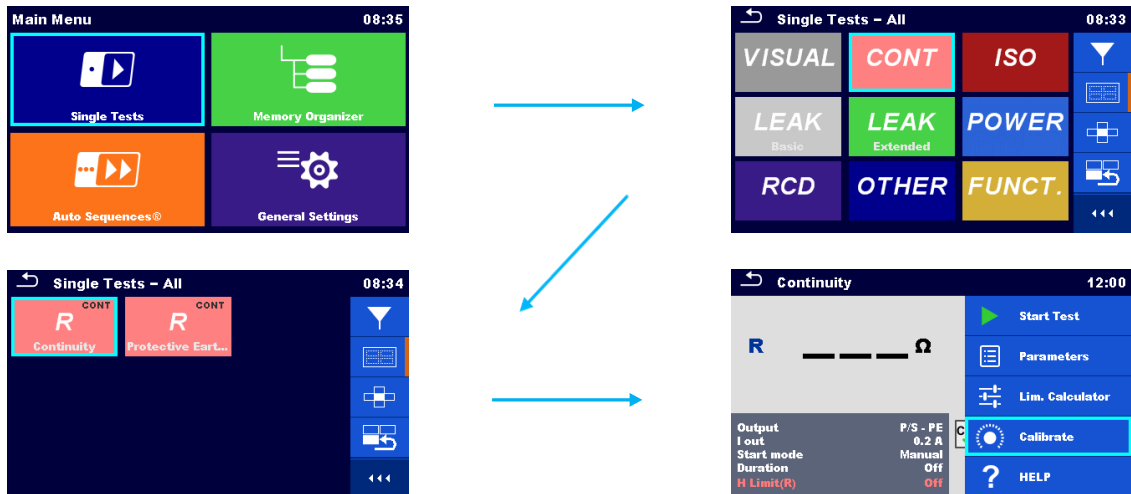 Main Menu 08:35
Single Tests
Memory Organizer
Auto Sequences®
General Settings
Single Tests – All 08:33
VISUAL
CONT
ISO
LEAK
Basic
LEAK
Extended
POWER
RCD
OTHER
FUNCT.
Single Tests – All 08:34
CONT
R
Continuity
CONT
R
Protective Eart...
Continuity 12:00
R ___ Ω
Start Test
Parameters
Lim. Calculator
Calibrate
? HELP
Output P/S - PE
I out 0.2 A
Start mode Manual
Duration Off
H Limit(R) Off